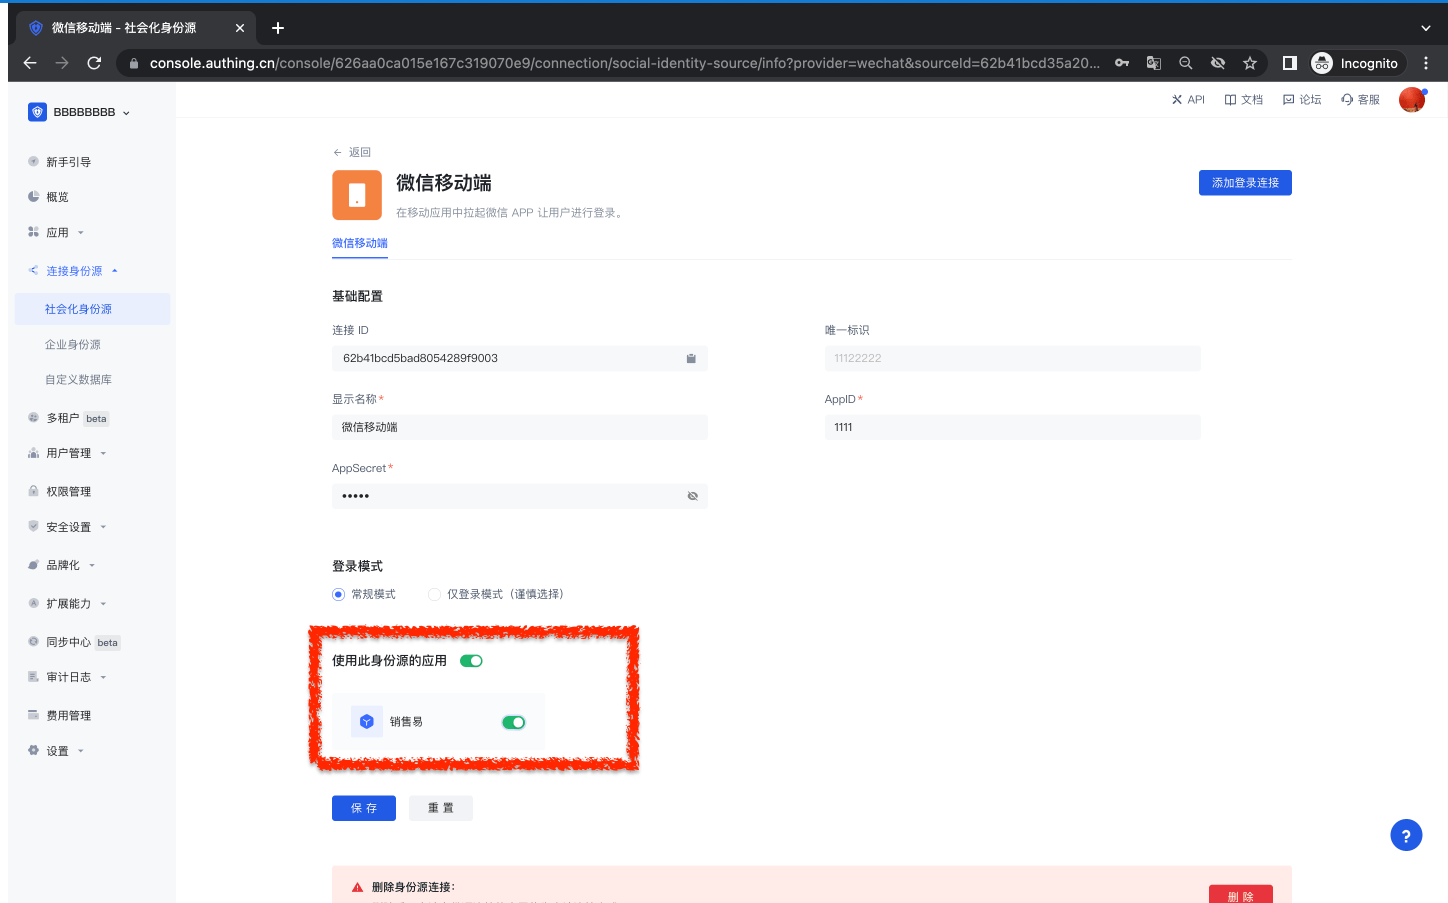 微信移动端 - 社会化身份源
console.authing.cn/console/626aa0ca015e167c319070e9/connection/social-identity-source/info?provider=wechat&sourceId=62b41bcd35a20...
Incognito
BBBBBBBB
API 文档 论坛 客服
新手引导
概览
应用
连接身份源
社会化身份源
企业身份源
自定义数据库
多租户 beta
用户管理
权限管理
安全设置
品牌化
扩展能力
同步中心 beta
审计日志
费用管理
设置
返回
微信移动端
添加登录连接
在移动应用中拉起微信 APP 让用户进行登录。
微信移动端
基础配置
连接 ID
唯一标识
62b41bcd5bad8054289f9003
11122222
显示名称*
AppID*
微信移动端
1111
AppSecret*
•••••
登录模式
常规模式 仅登录模式（谨慎选择）
使用此身份源的应用
销售易
保存 重置
?
删除身份源连接：
删除